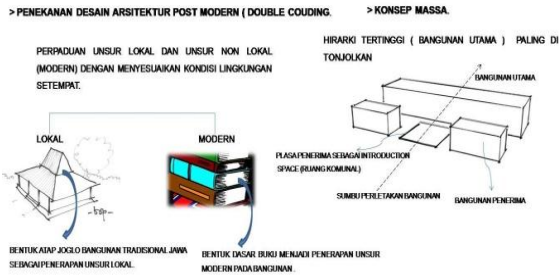 > PENEKANAN DESAIN ARSITEKTUR POST MODERN ( DOUBLE COUDING.
PERPADUAN UNSUR LOKAL DAN UNSUR NON LOKAL
(MODERN) DENGAN MENYESUAIKAN KONDISI LINGKUNGAN
SETEMPAT.
LOKAL
MODERN
BENTUK ATAP JOGLO BANGUNAN TRADISIONAL JAWA
SEBAGAI PENERAPAN UNSUR LOKAL.
BENTUK DASAR BUKU MENJADI PENERAPAN UNSUR
MODERN PADA BANGUNAN .
> KONSEP MASSA.
HIRARKI TERTINGGI ( BANGUNAN UTAMA ) PALING DI
TONJOLKAN
BANGUNAN UTAMA
PLASA PENERIMA SEBAGAI INTRODUCTION
SPACE (RUANG KOMUNAL)
SUMBU PERLETAKAN BANGUNAN
BANGUNAN PENERIMA